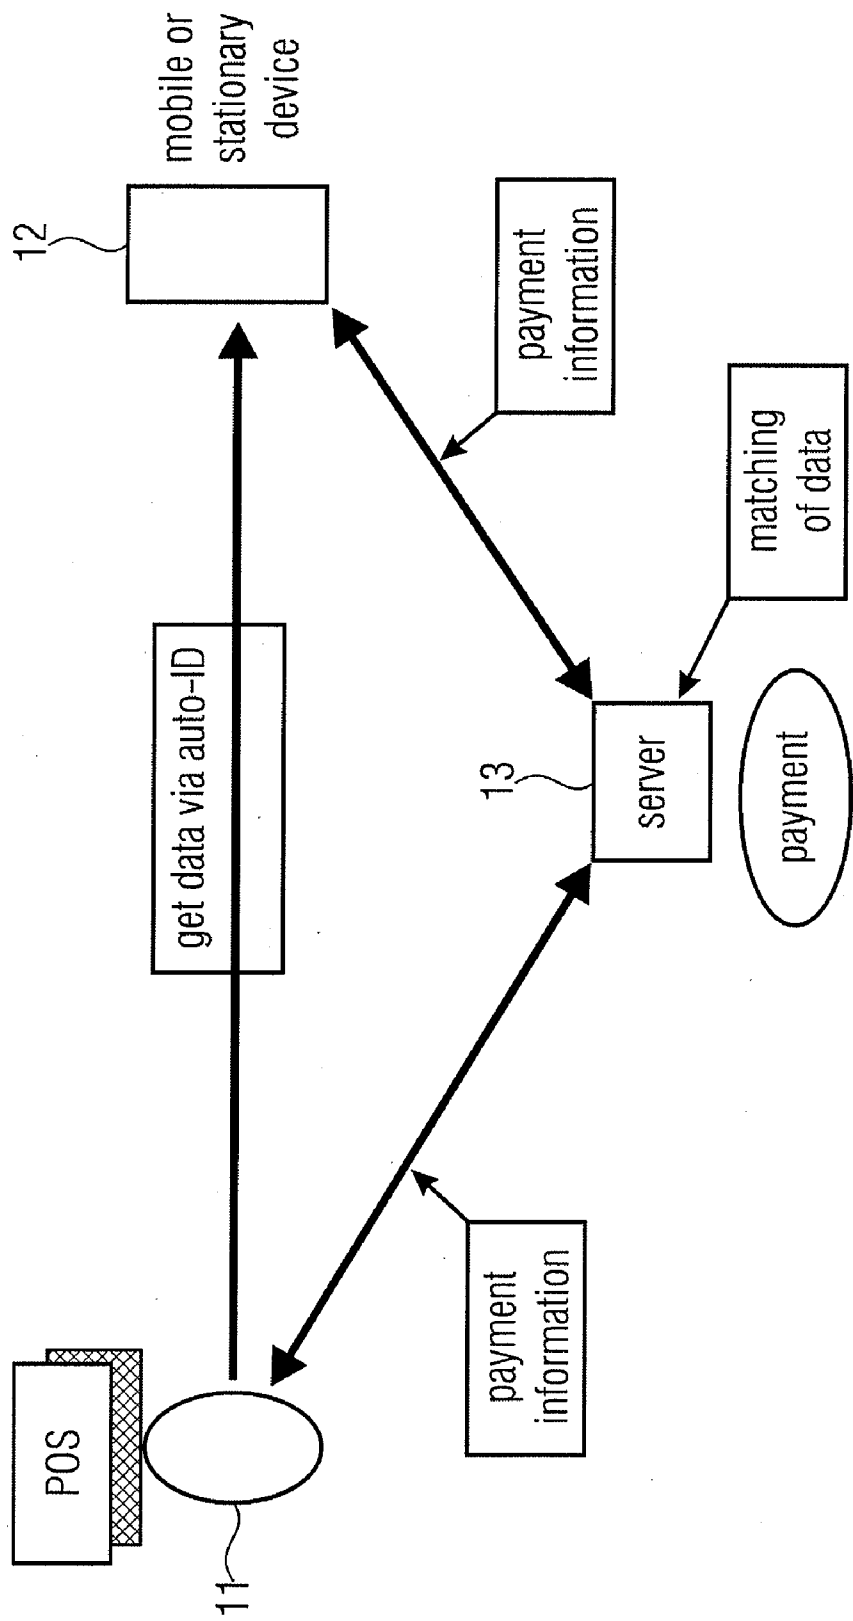 POS
11
get data via auto-ID
12
mobile or
stationary
device
payment
information
payment
information
13
server
matching
of data
payment